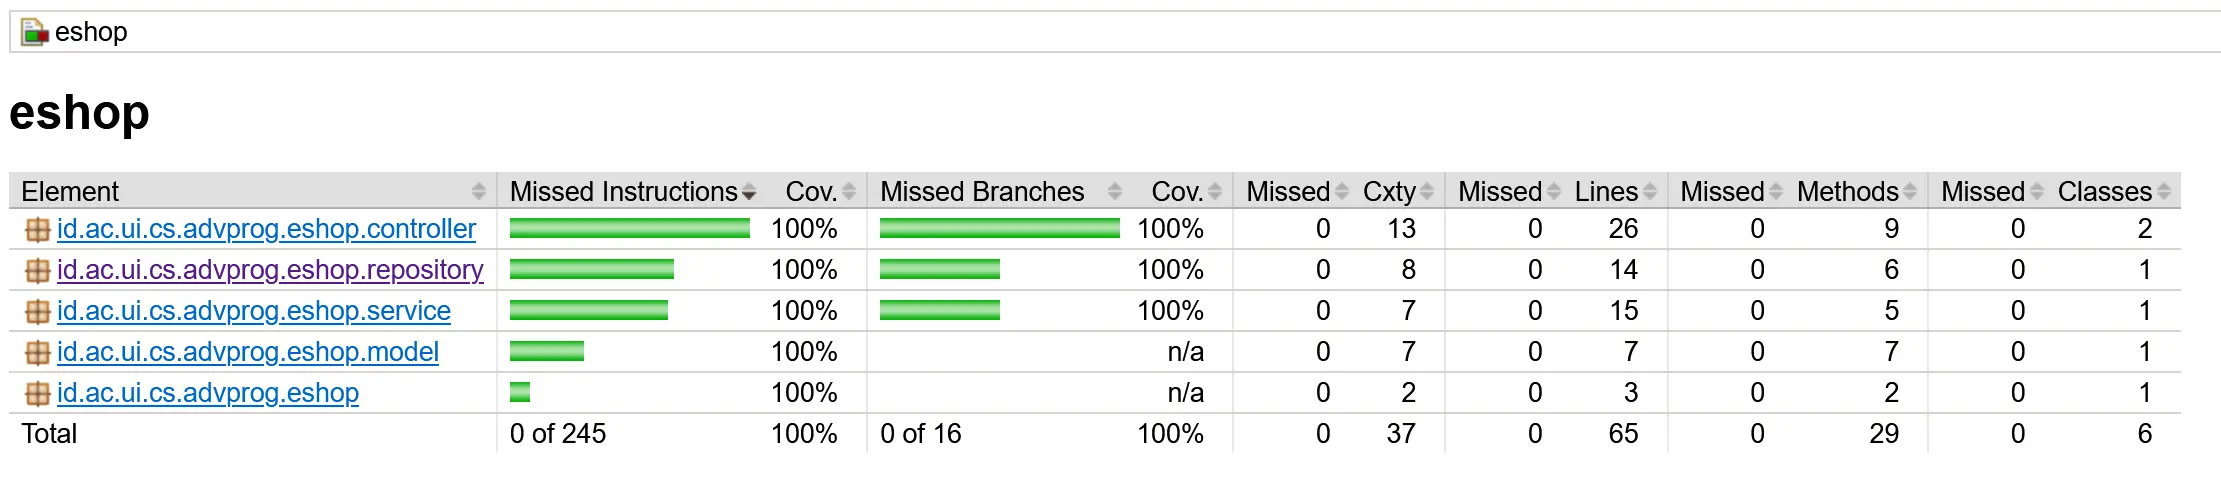 eshop
eshop
Element Missed Instructions Cov. Missed Branches Cov. Missed Cxty Missed Lines Missed Methods Missed Classes
id.ac.ui.cs.advprog.eshop.controller 100% 100% 0 13 0 26 0 9 0 2
id.ac.ui.cs.advprog.eshop.repository 100% 100% 0 8 0 14 0 6 0 1
id.ac.ui.cs.advprog.eshop.service 100% 100% 0 7 0 15 0 5 0 1
id.ac.ui.cs.advprog.eshop.model 100% n/a 0 7 0 7 0 7 0 1
id.ac.ui.cs.advprog.eshop 100% n/a 0 2 0 3 0 2 0 1
Total 0 of 245 100% 0 of 16 100% 0 37 0 65 0 29 0 6